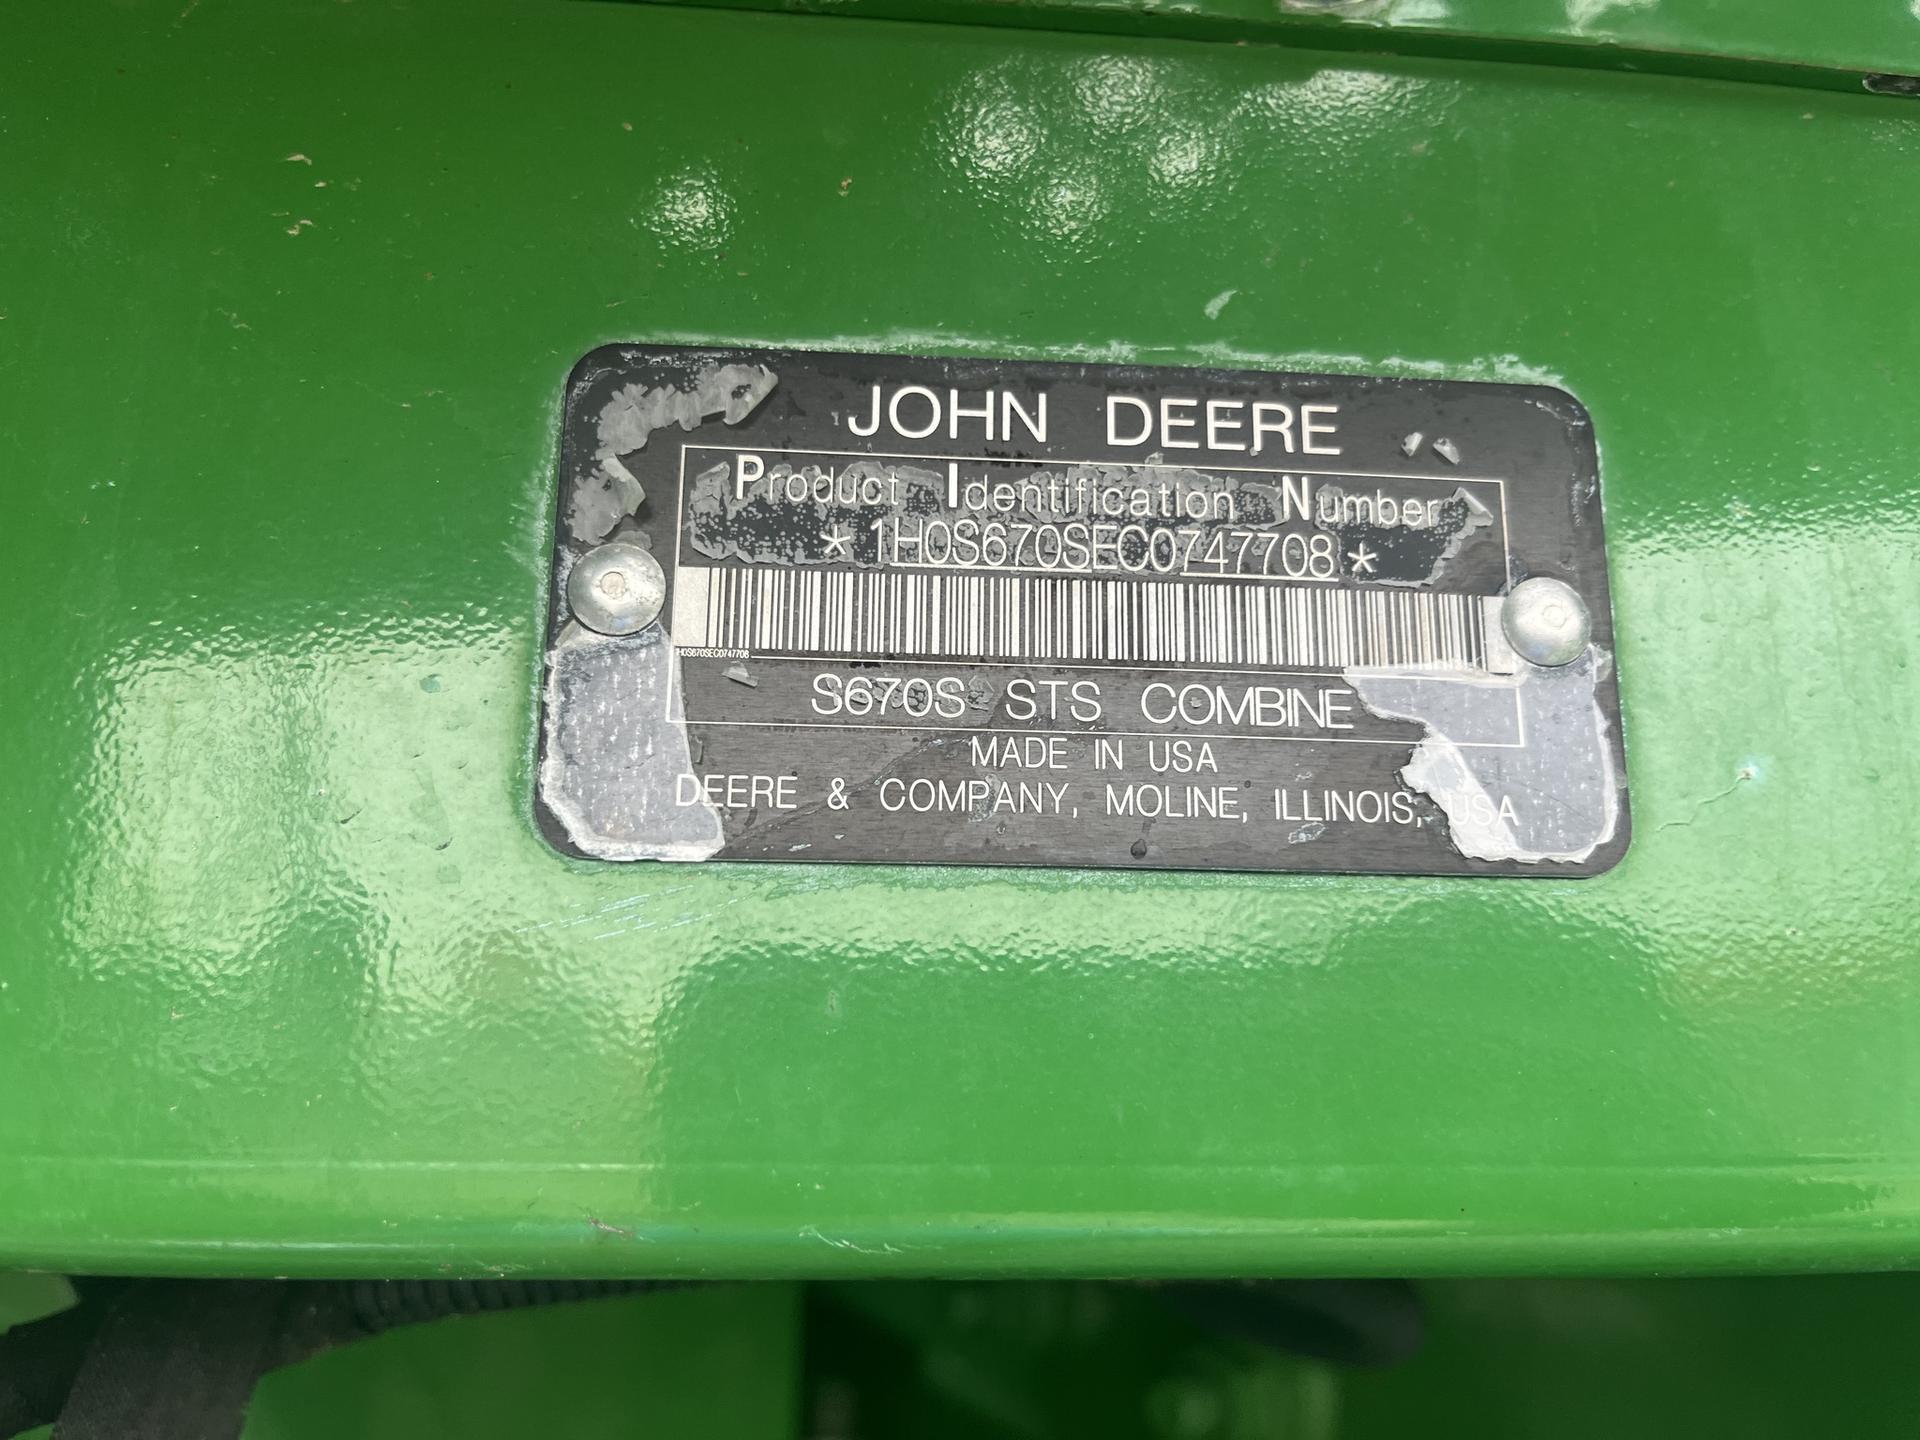 JOHN DEERE
Product Identification Number
*1H0S670SEC0747708*
1H0S670SEC0747708
S670S STS COMBINE
MADE IN USA
DEERE & COMPANY, MOLINE, ILLINOIS, USA